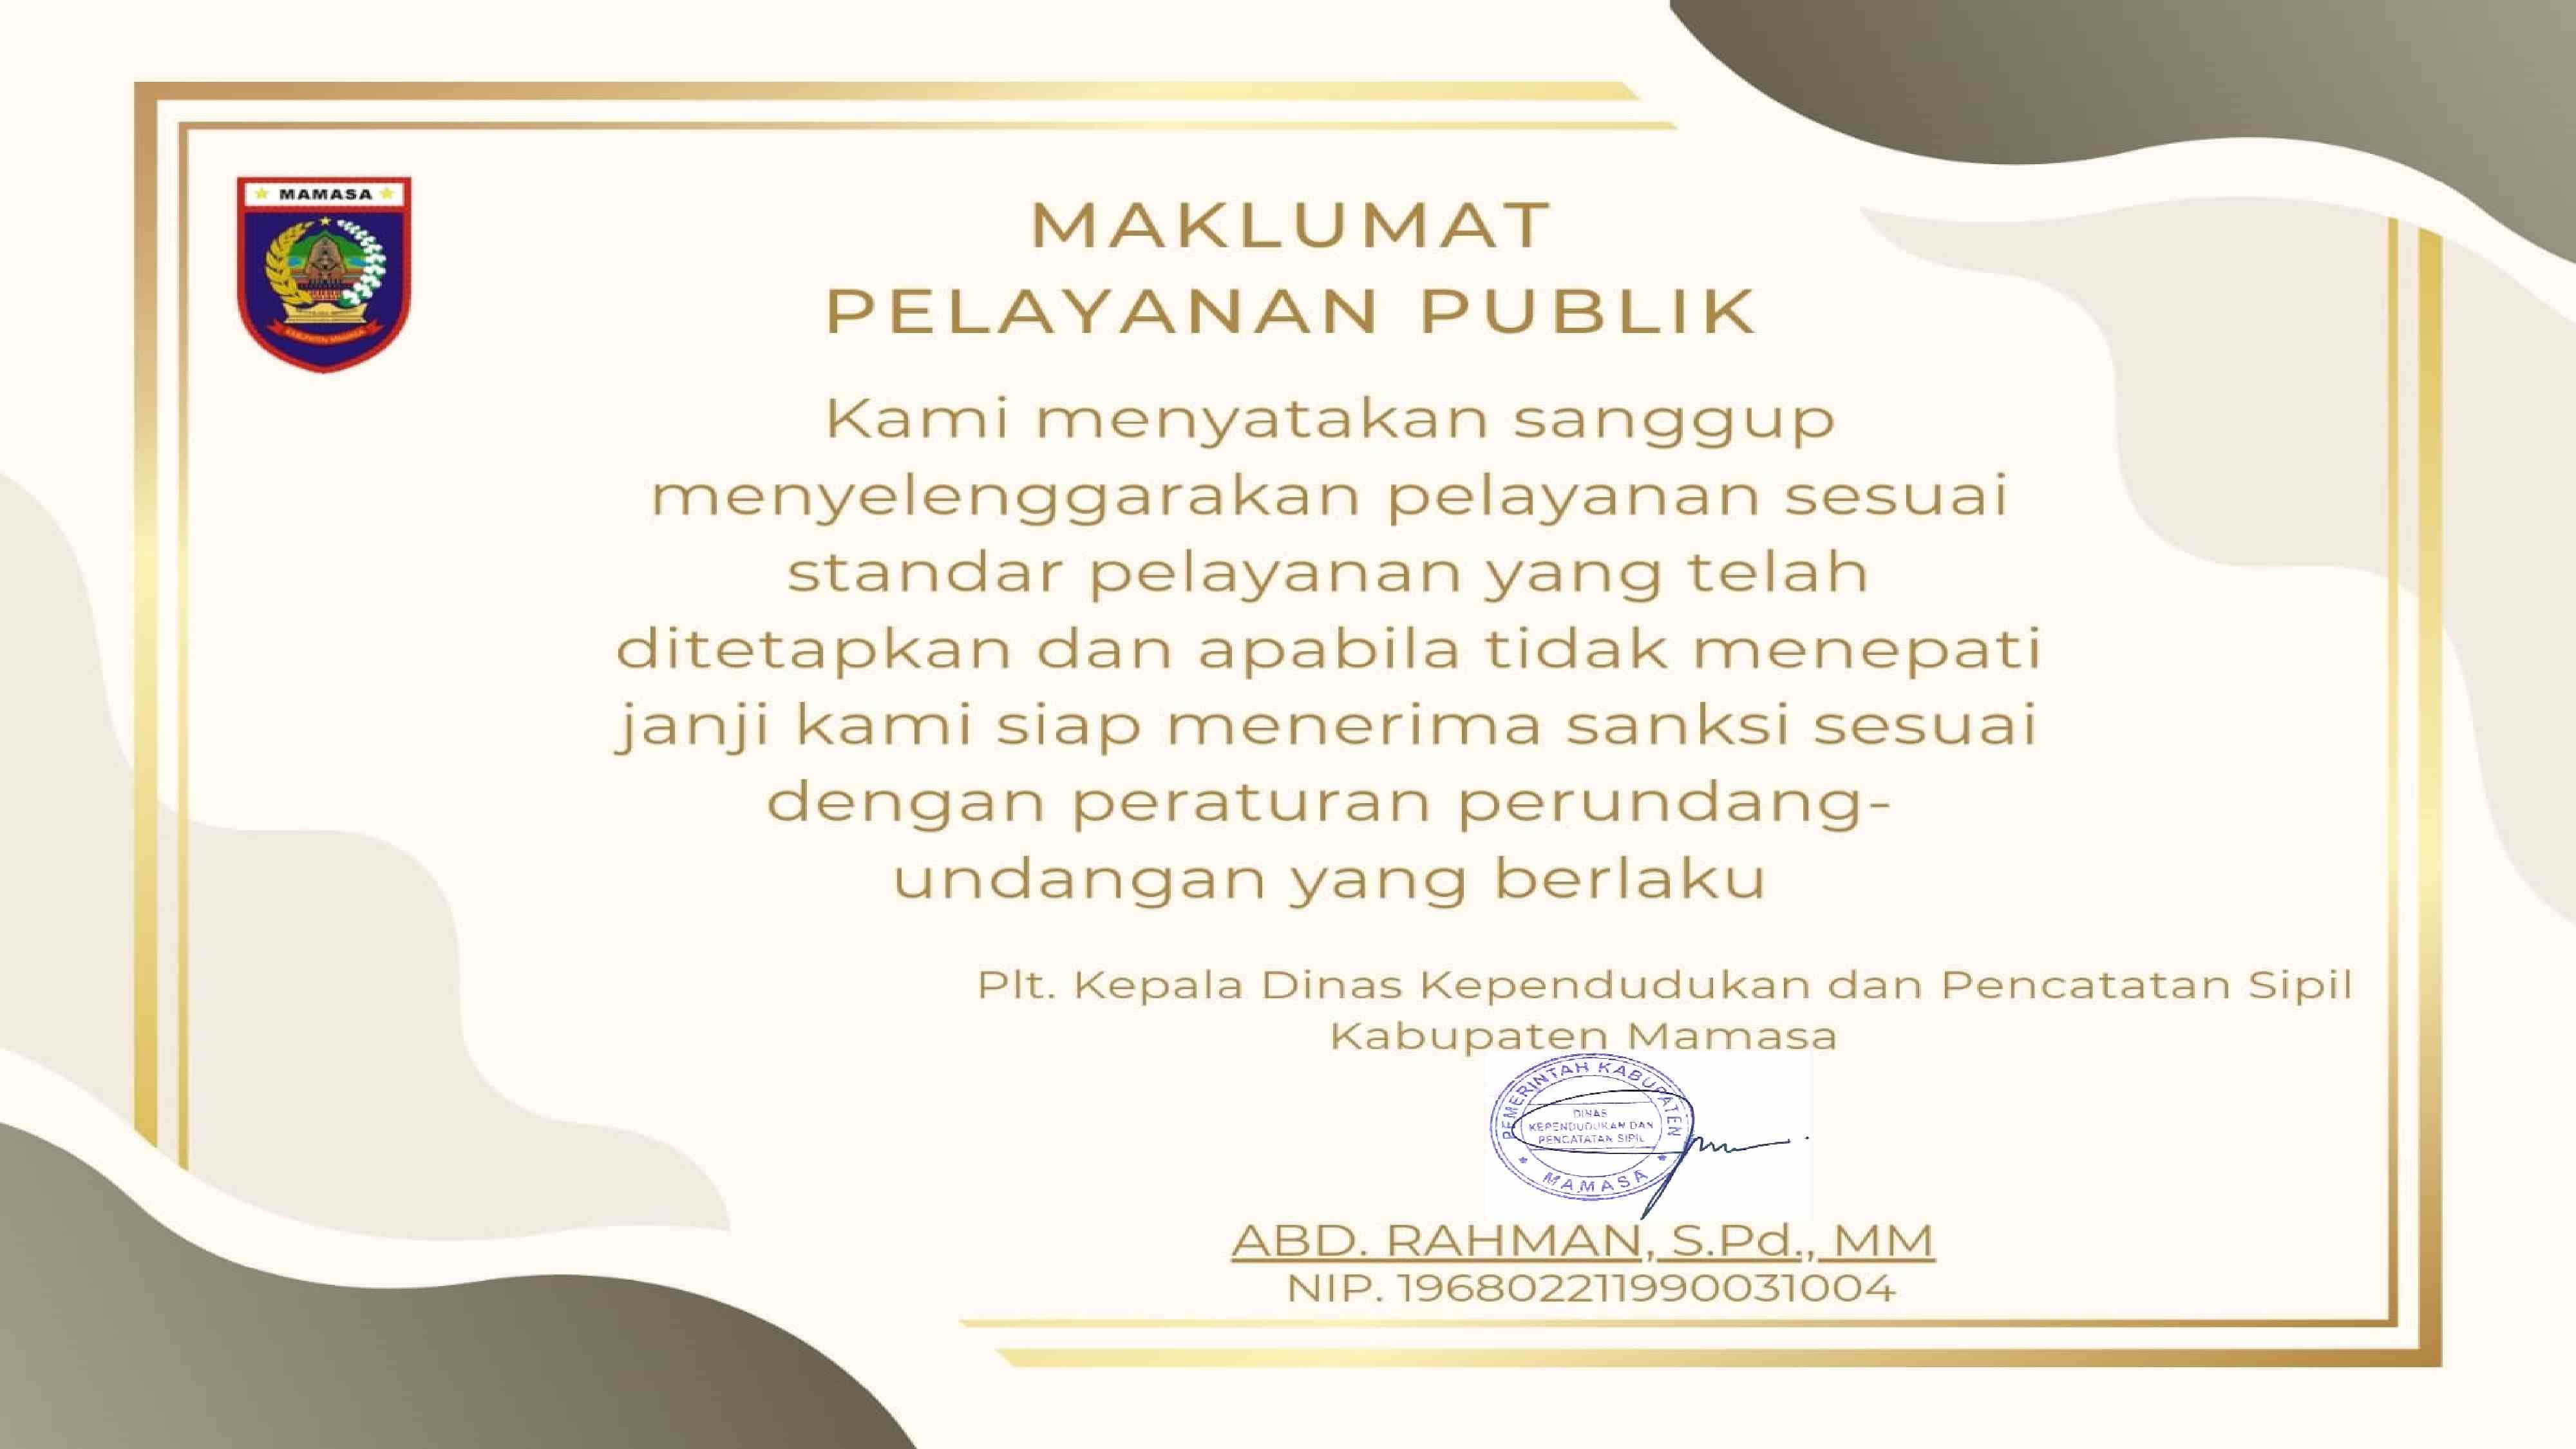 MAMASA
KABUPATEN MAMASA
MAKLUMAT
PELAYANAN PUBLIK
Kami menyatakan sanggup
menyelenggarakan pelayanan sesuai
standar pelayanan yang telah
ditetapkan dan apabila tidak menepati
janji kami siap menerima sanksi sesuai
dengan peraturan perundang-
undangan yang berlaku
Plt. Kepala Dinas Kependudukan dan Pencatatan Sipil
Kabupaten Mamasa
PEMERINTAH KABUPATEN
DINAS
KEPENDUDUKAN DAN
PENCATATAN SIPIL
MAMASA
ABD. RAHMAN, S.Pd., MM
NIP. 196802211990031004